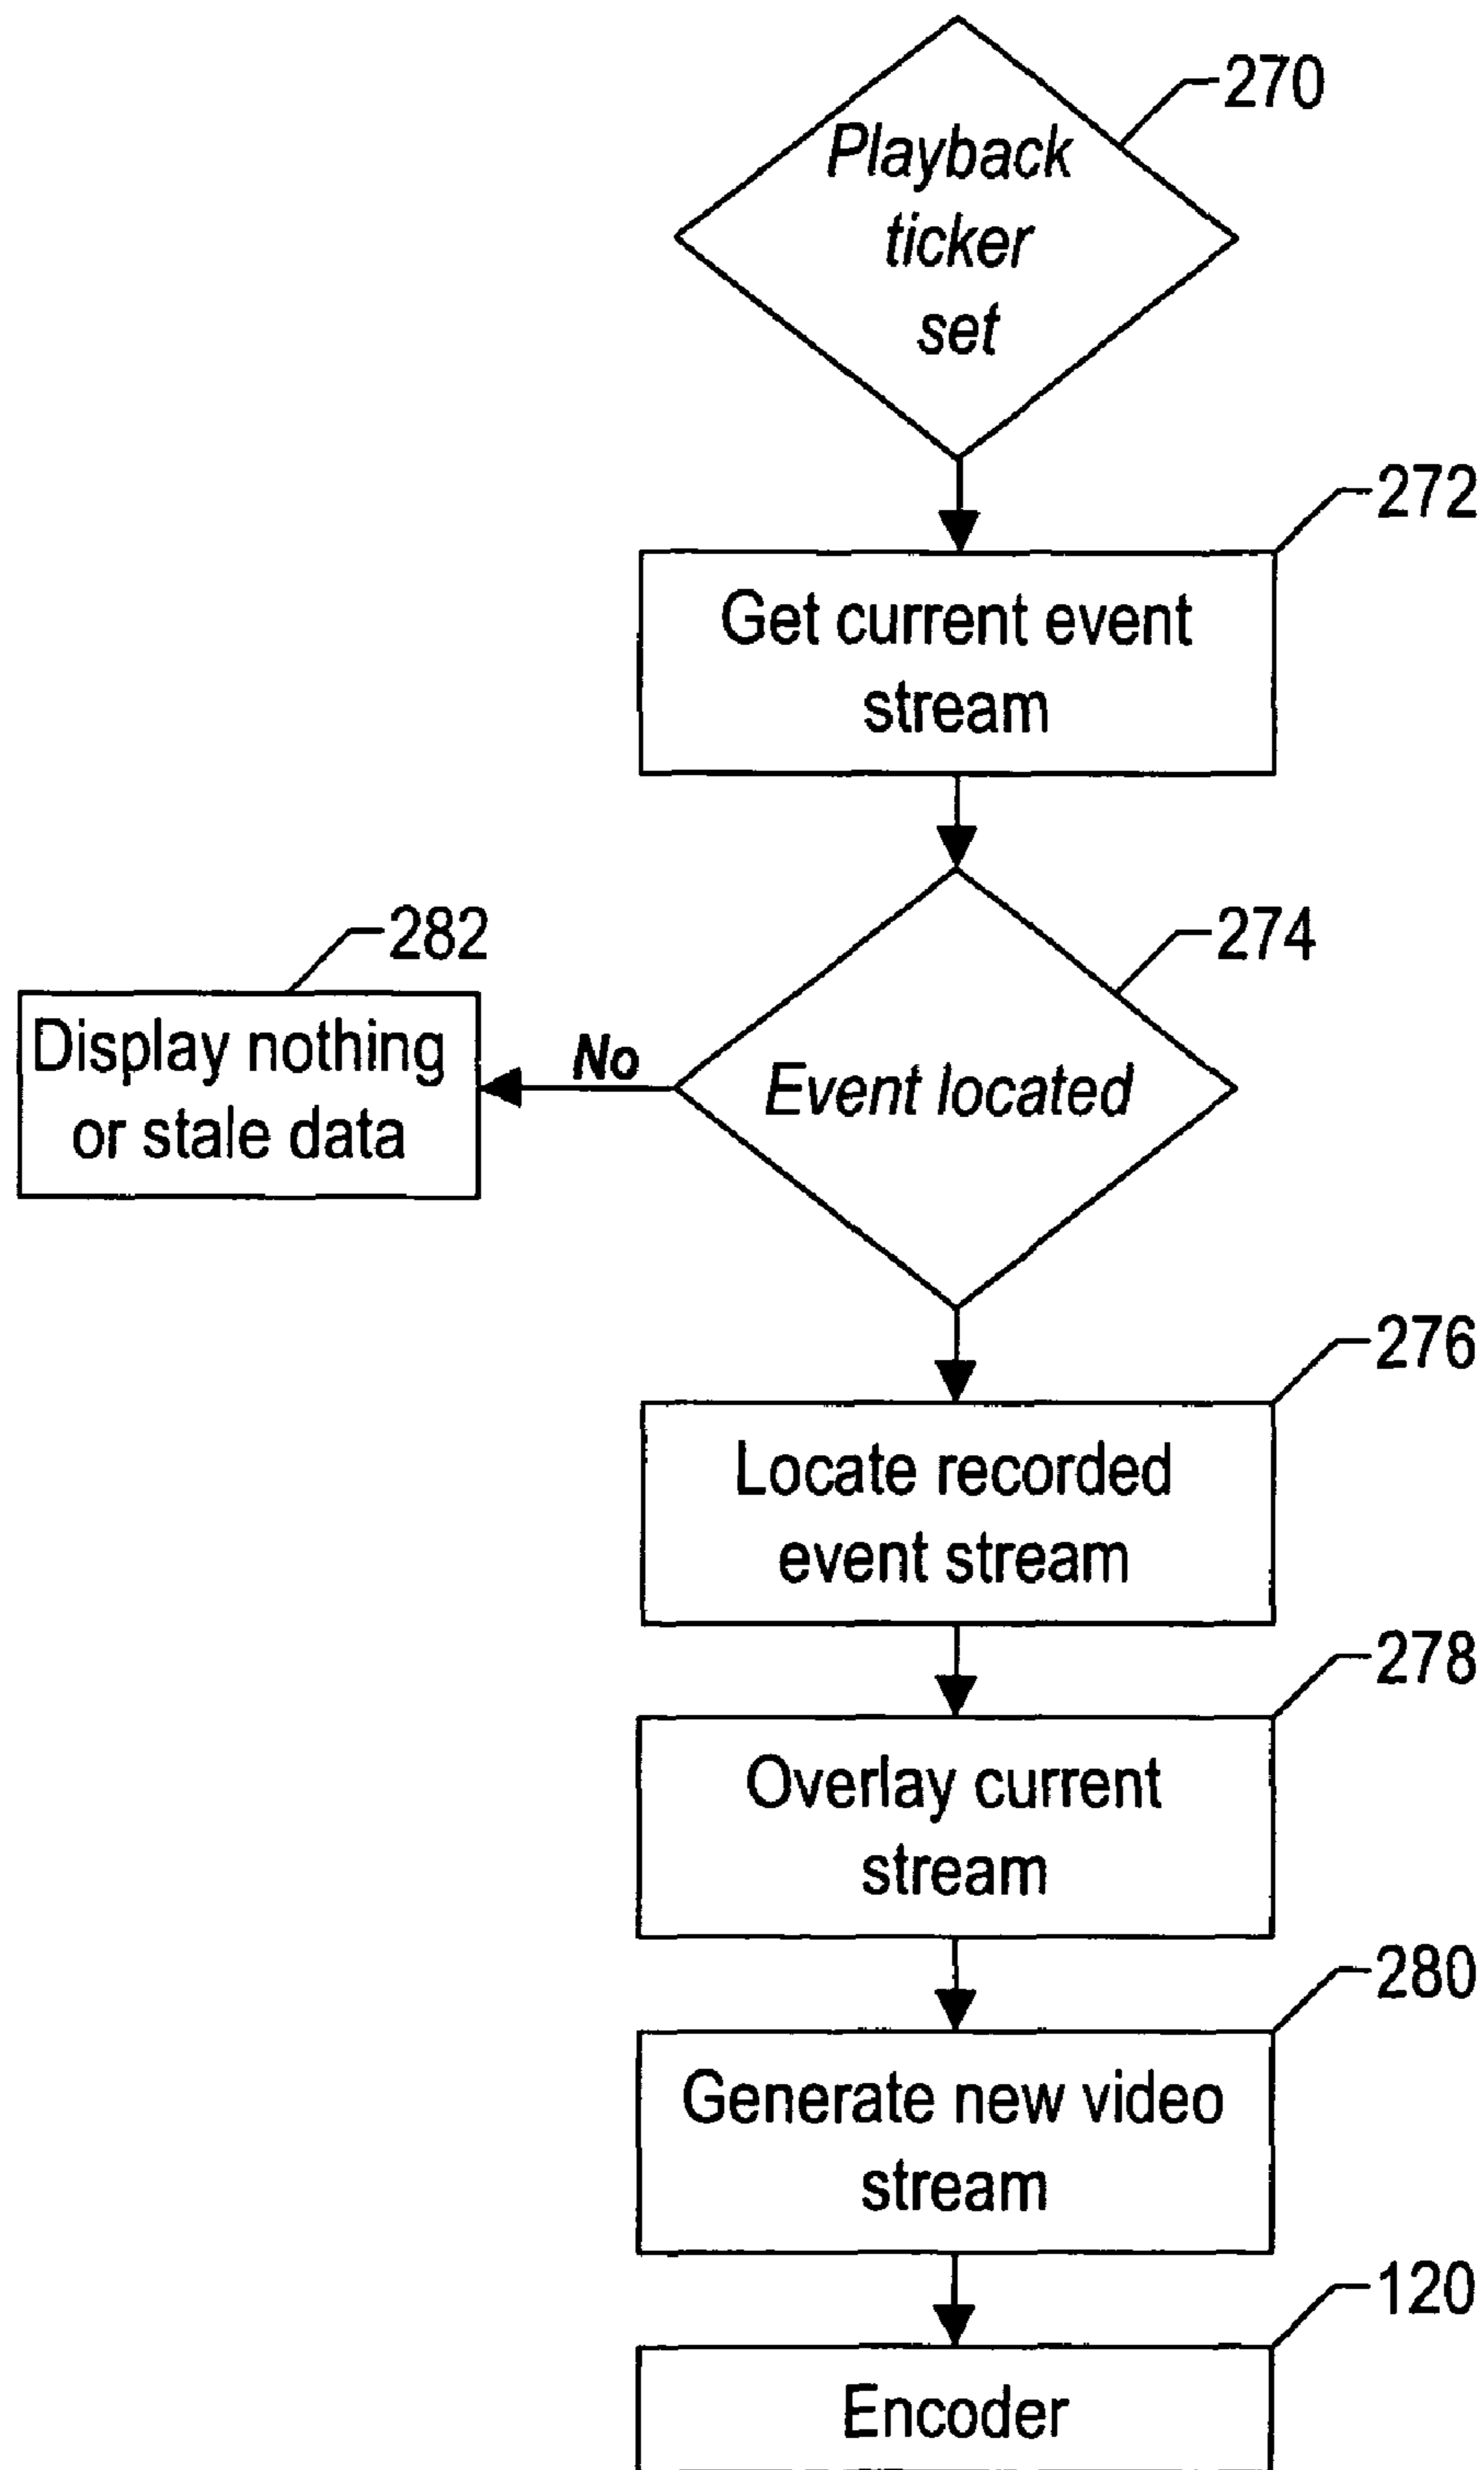 270
Playback
ticker
set
272
Get current event
stream
282
274
Display nothing
or stale data
No
Event located
276
Locate recorded
event stream
278
Overlay current
stream
280
Generate new video
stream
120
Encoder